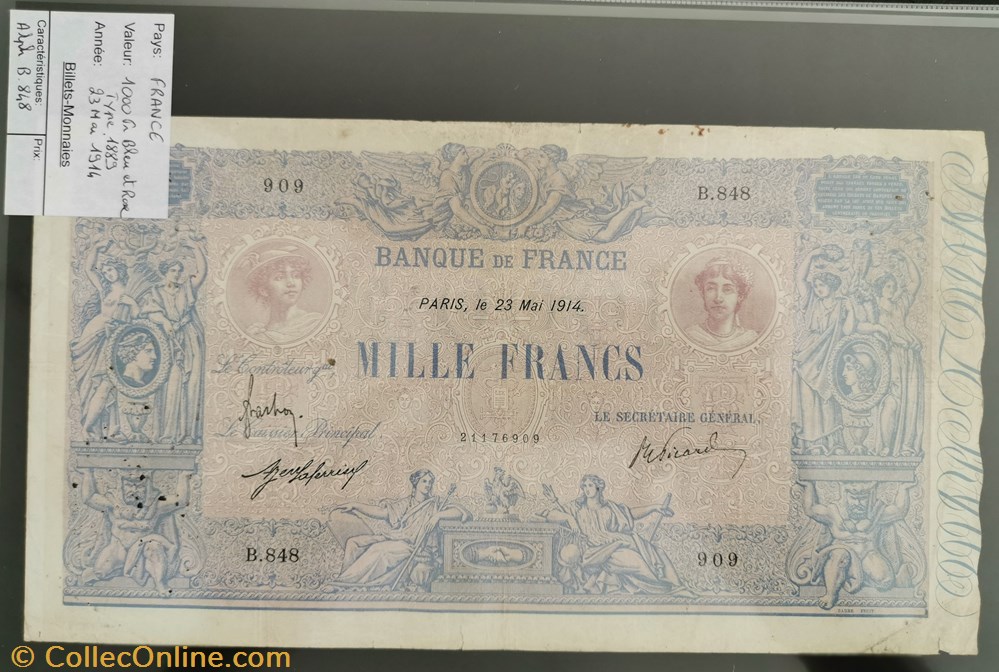 Pays: FRANCE
Valeur: 1000 F Bleu et Rose
Type 1889
Année: 23 Mai 1914
Billets-Monnaies
Caractéristiques: Prix:
Alph B.848
909 B.848
BANQUE DE FRANCE
PARIS, le 23 Mai 1914.
MILLE FRANCS
Le Contrôleur gal
LE SECRÉTAIRE GÉNÉRAL,
Le Caissier Principal,
21176909
B.848 909
© CollecOnline.com